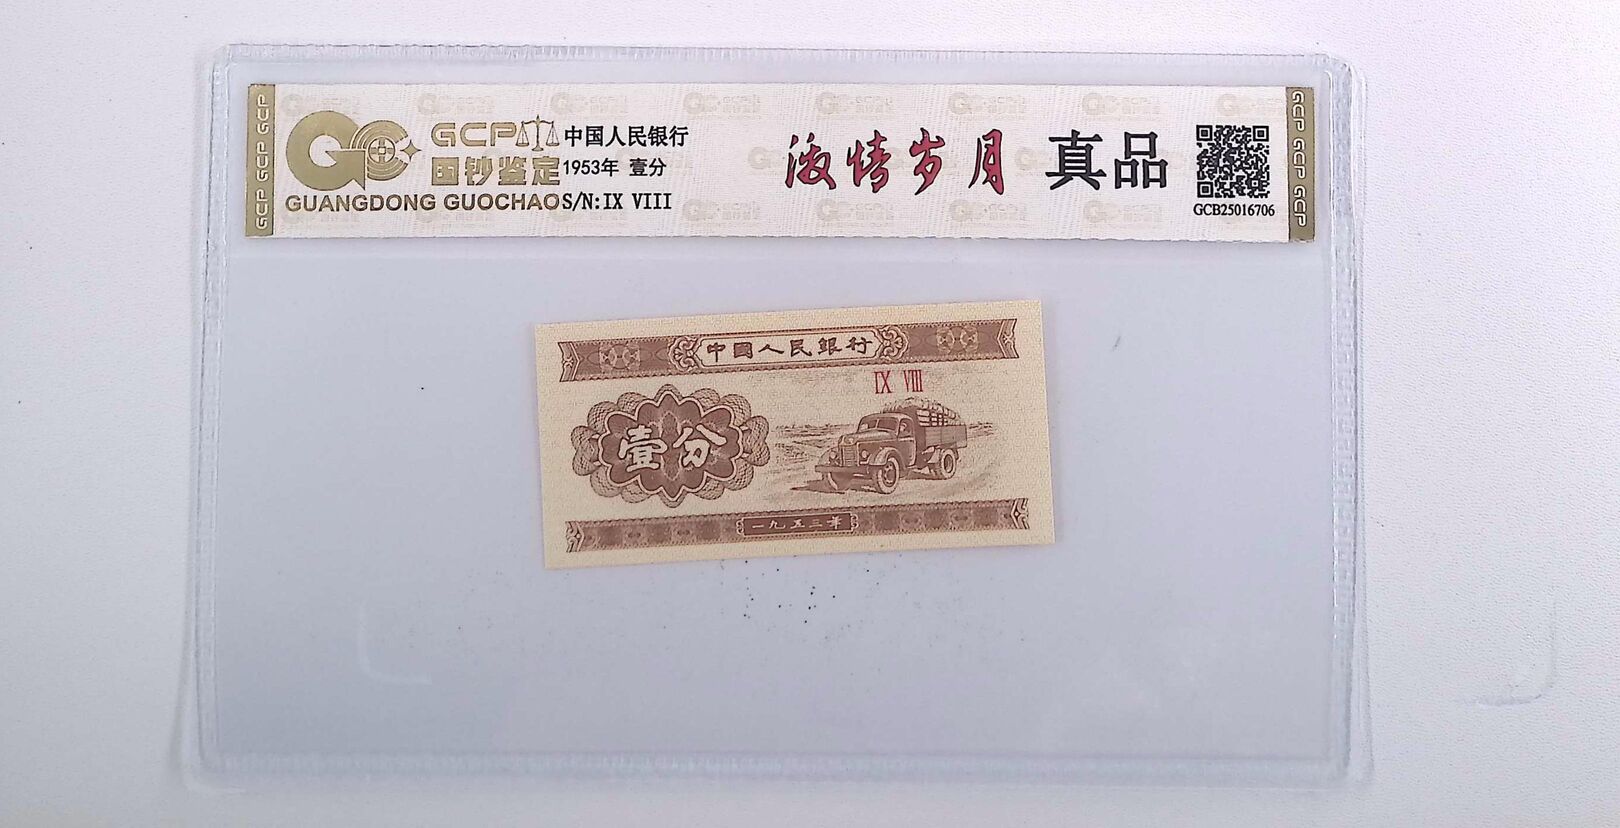 GCP GCP GCP
GCP
国钞鉴定
GUANGDONG GUOCHAO
中国人民银行
1953年 壹分
S/N:IX VIII
激情岁月
真品
GCB25016706
GCP GCP GCP
中國人民銀行
IX VIII
壹分
一九五三年